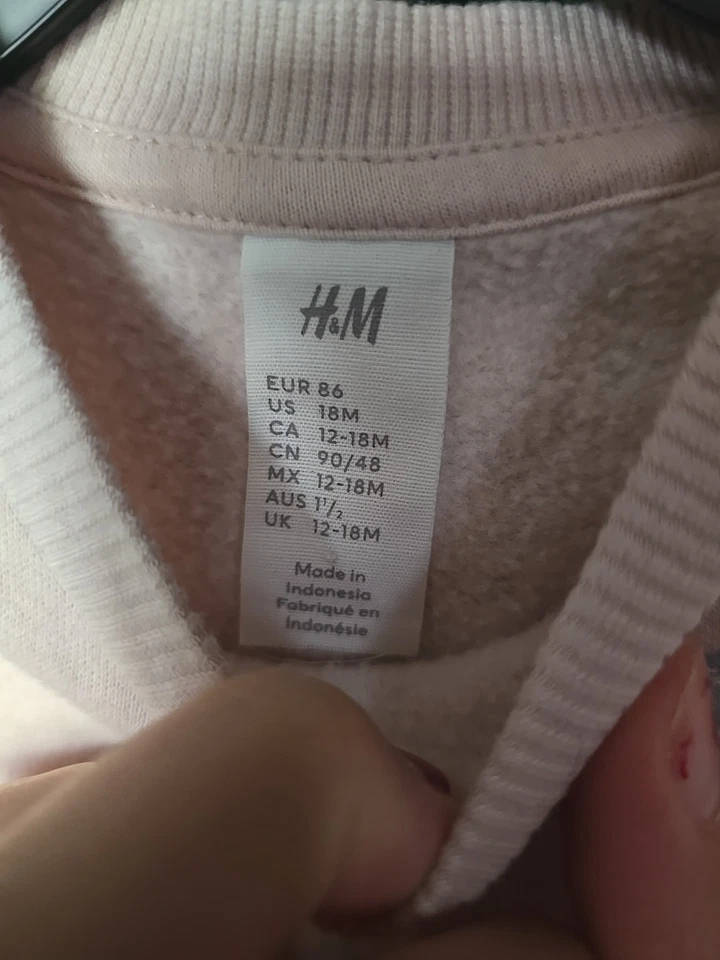 H&M
EUR 86
US 18M
CA 12-18M
CN 90/48
MX 12-18M
AUS 1½
UK 12-18M
Made in
Indonesia
Fabriqué en
Indonésie